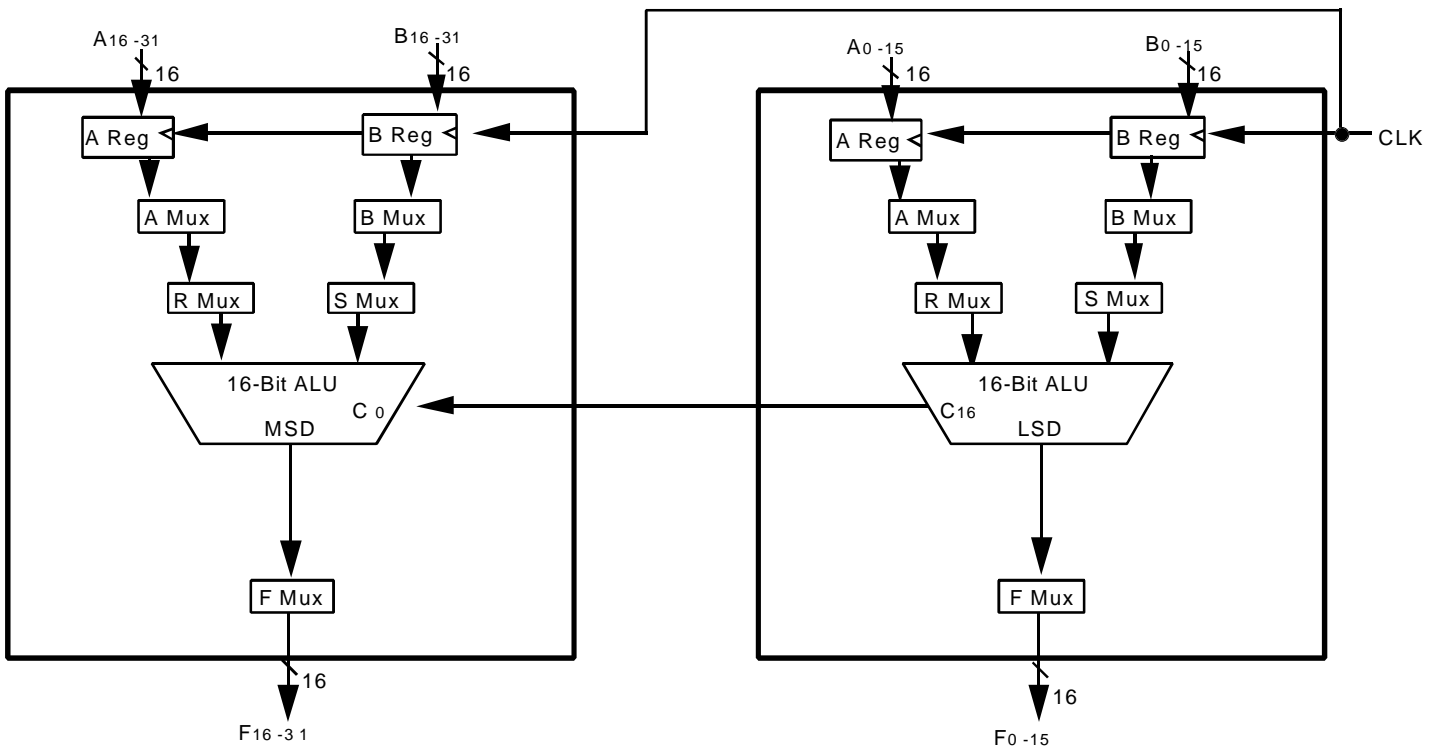 A16-31
B16-31
A0-15
B0-15
16
16
16
16
A Reg
B Reg
A Reg
B Reg
CLK
A Mux
B Mux
A Mux
B Mux
R Mux
S Mux
R Mux
S Mux
16-Bit ALU
C 0
MSD
16-Bit ALU
C16
LSD
F Mux
F Mux
16
16
F16-31
F0-15